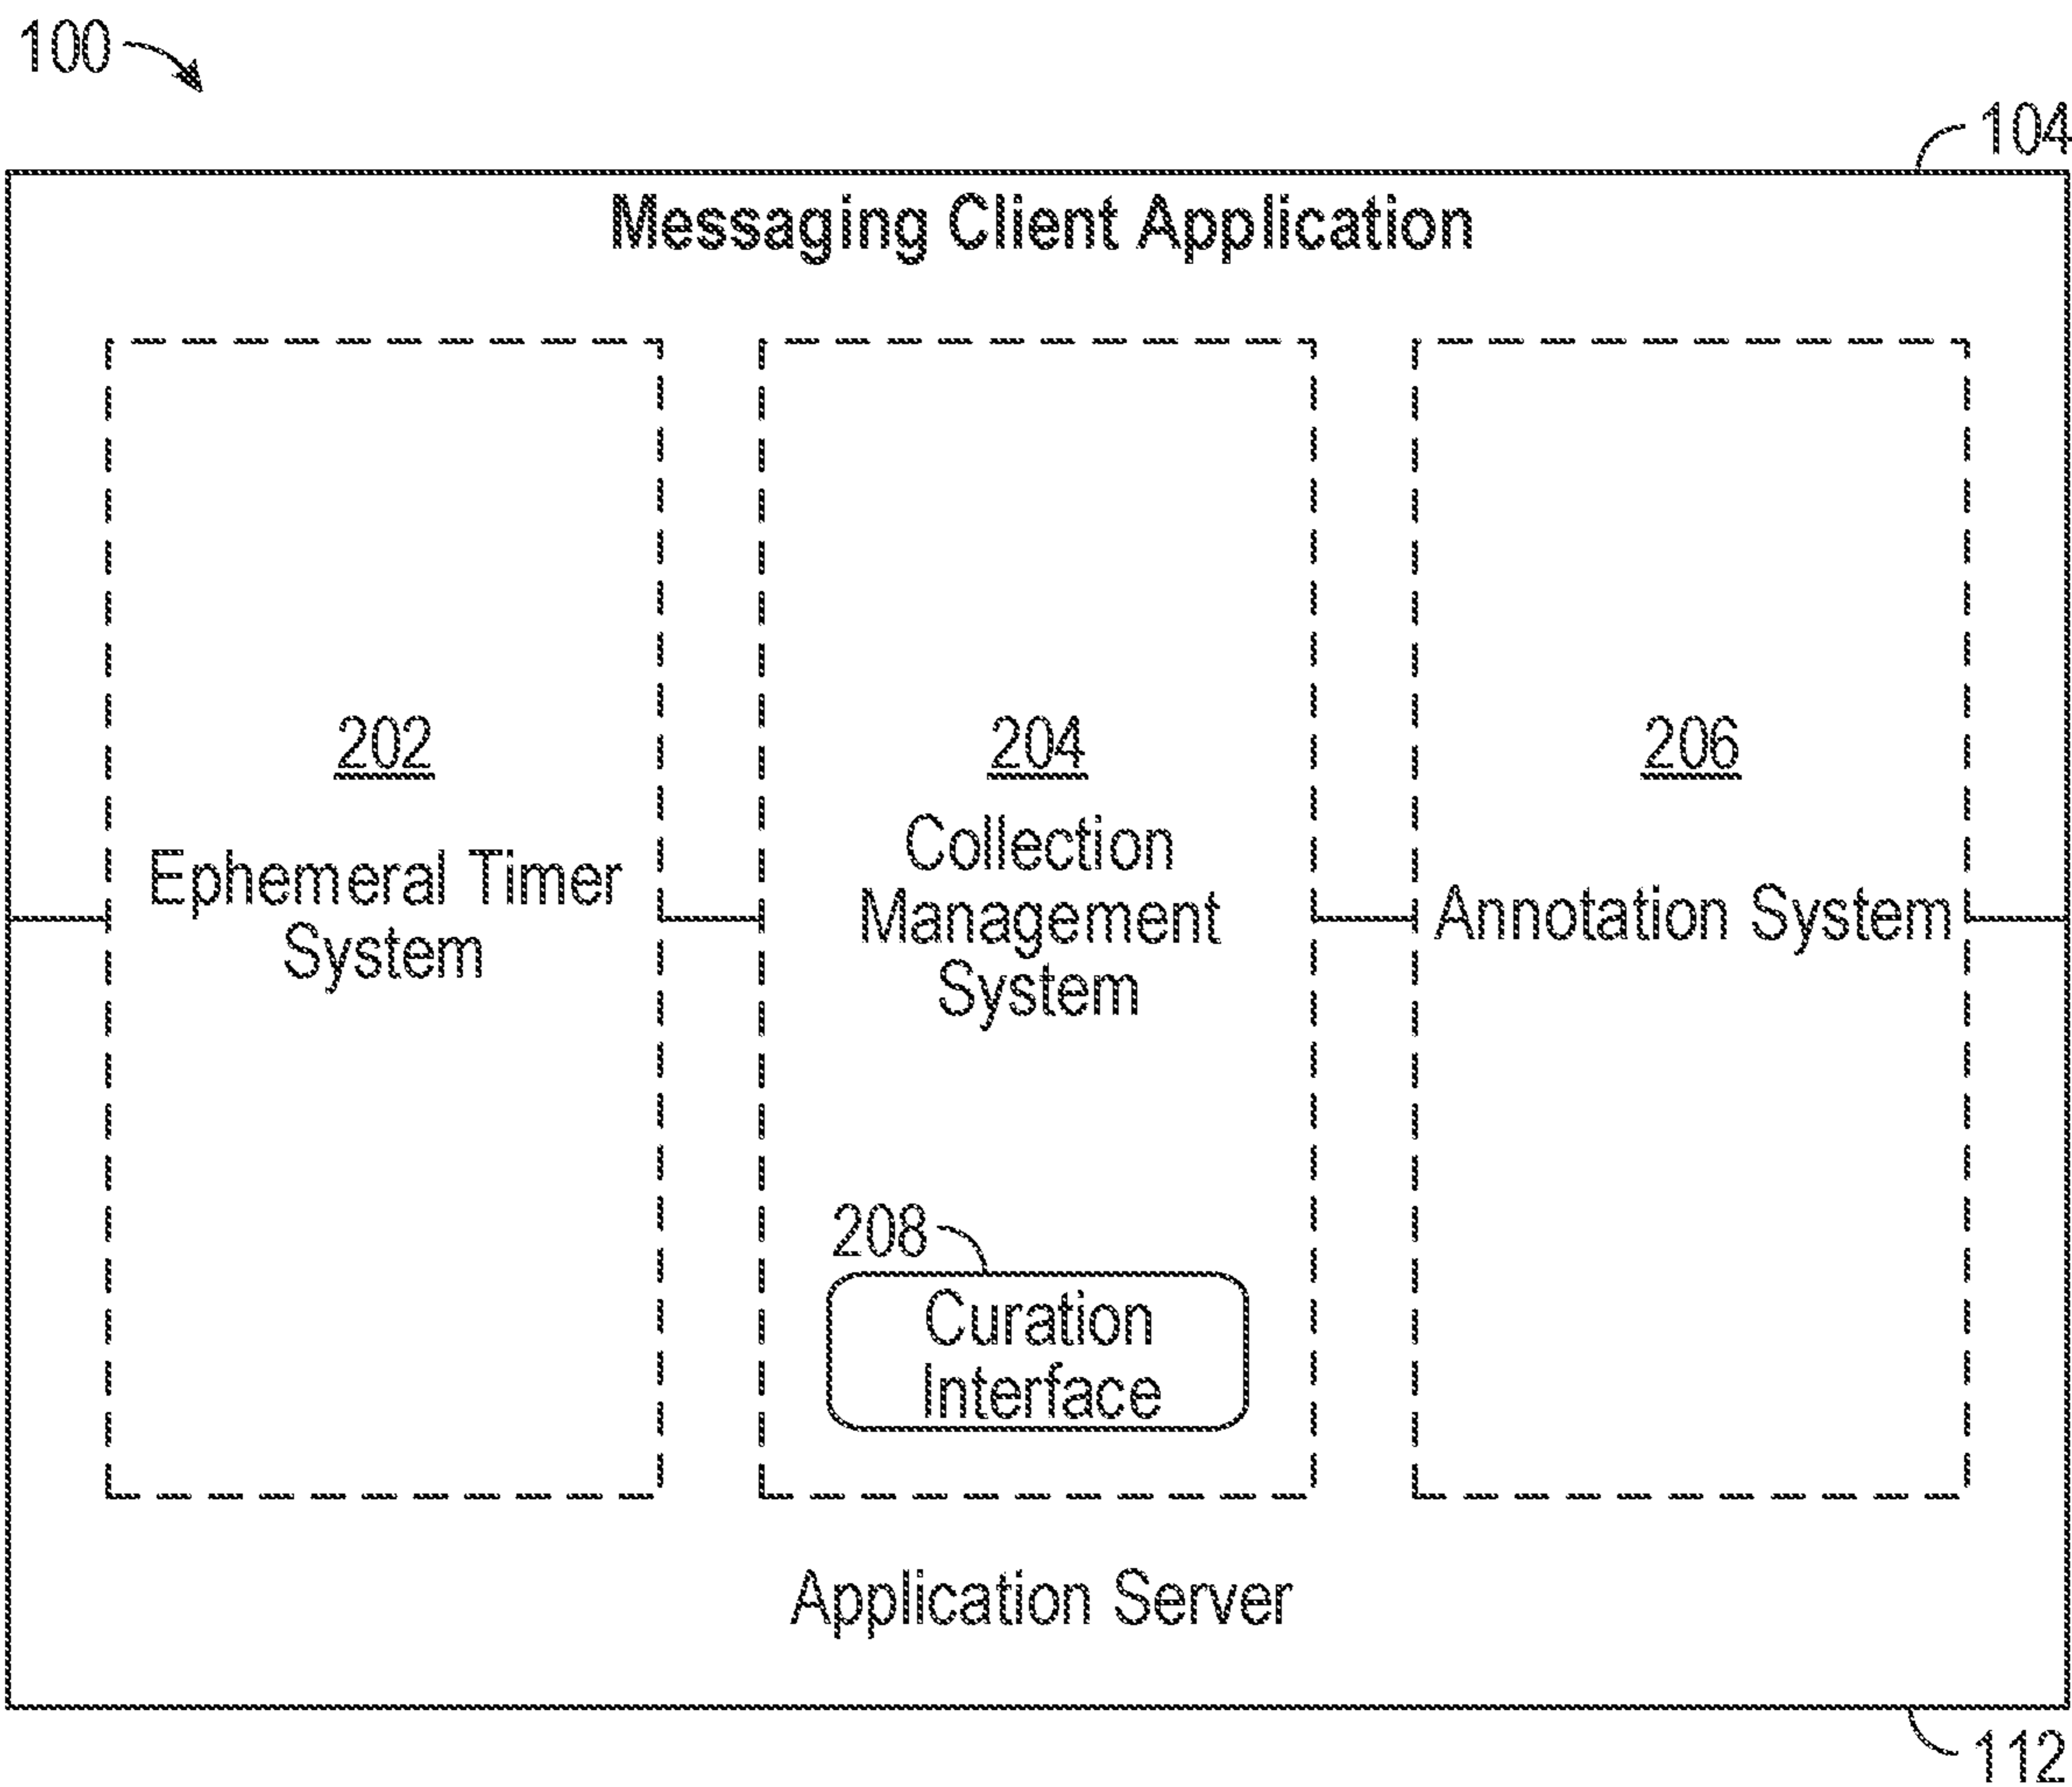 100
104
Messaging Client Application
202
Ephemeral Timer
System
204
Collection
Management
System
206
Annotation System
208
Curation
Interface
Application Server
112